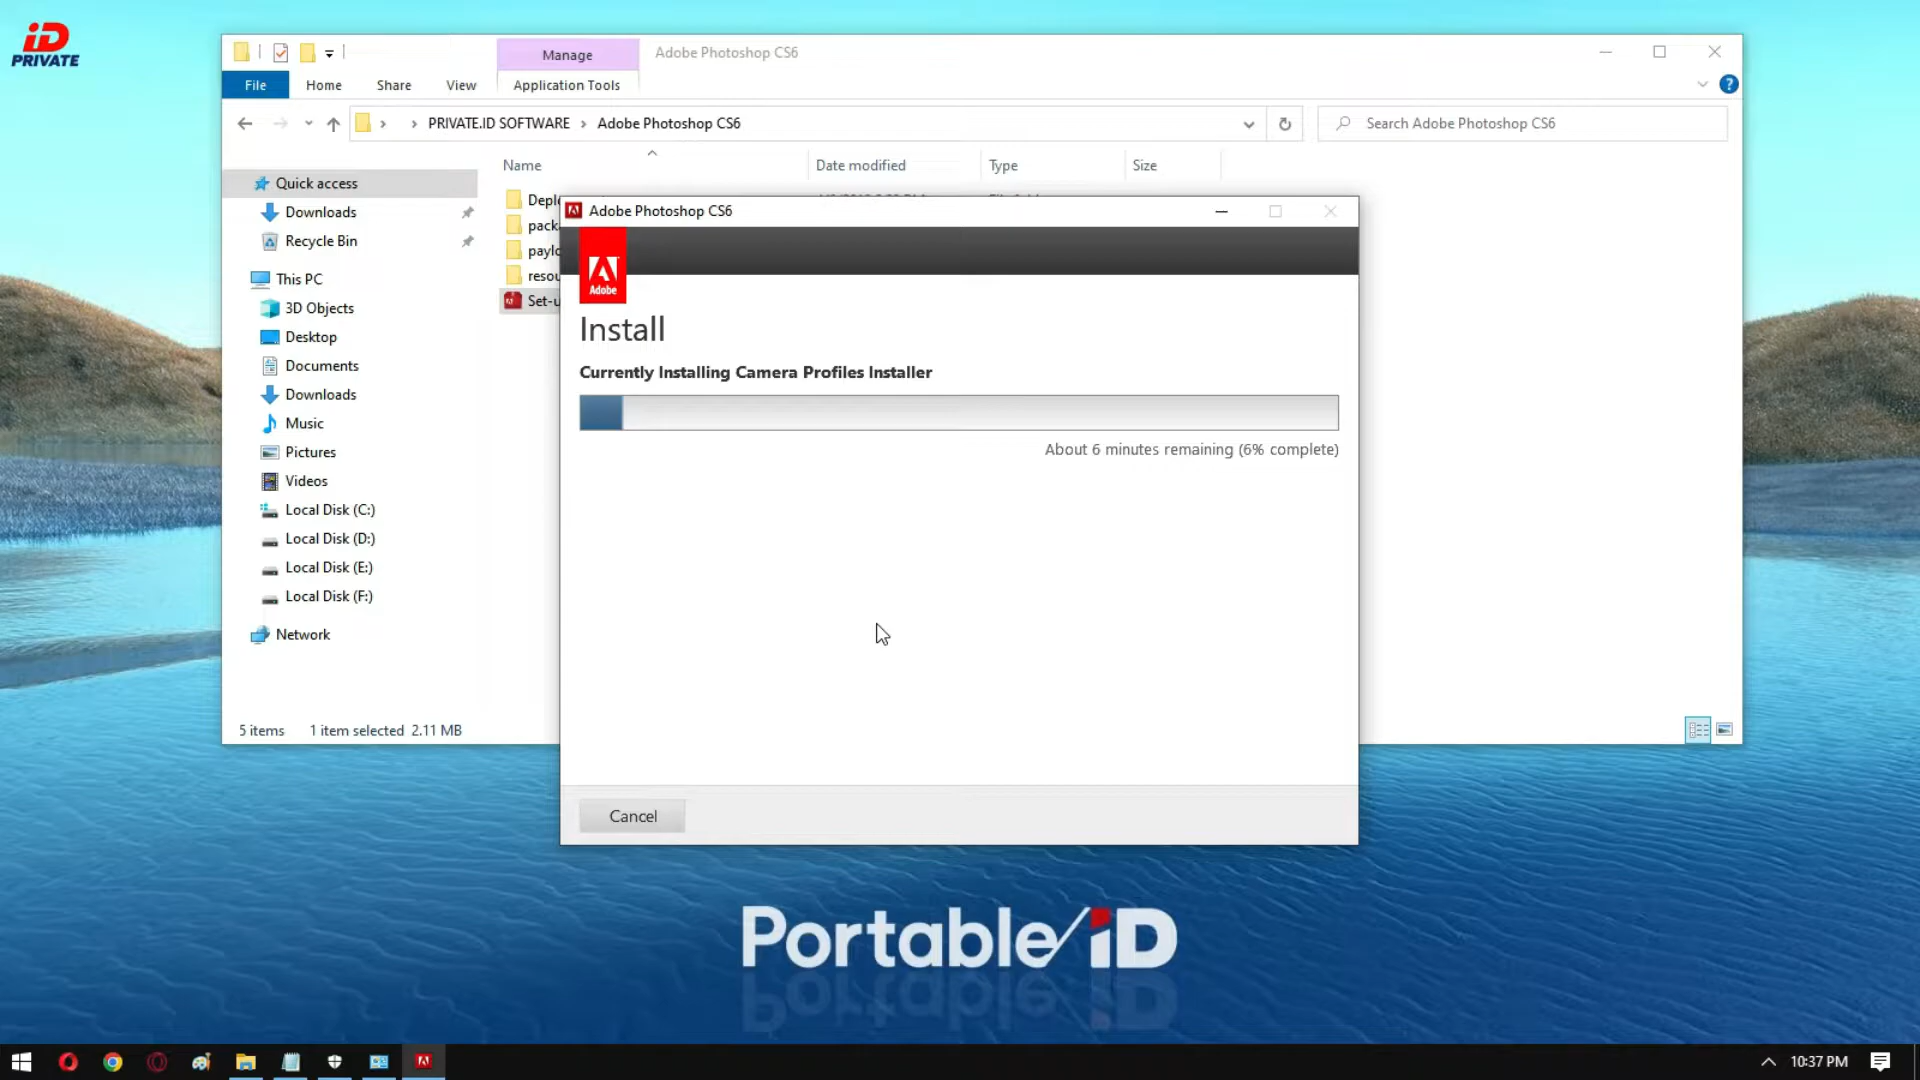 iD
PRIVATE
Manage
Adobe Photoshop CS6
File
Home
Share
View
Application Tools
PRIVATE.ID SOFTWARE > Adobe Photoshop CS6
Search Adobe Photoshop CS6
Name
Date modified
Type
Size
Quick access
Downloads
Recycle Bin
This PC
3D Objects
Desktop
Documents
Downloads
Music
Pictures
Videos
Local Disk (C:)
Local Disk (D:)
Local Disk (E:)
Local Disk (F:)
Network
5 items
1 item selected 2.11 MB
Adobe Photoshop CS6
Adobe
Install
Currently Installing Camera Profiles Installer
About 6 minutes remaining (6% complete)
Cancel
Portable/iD
10:37 PM